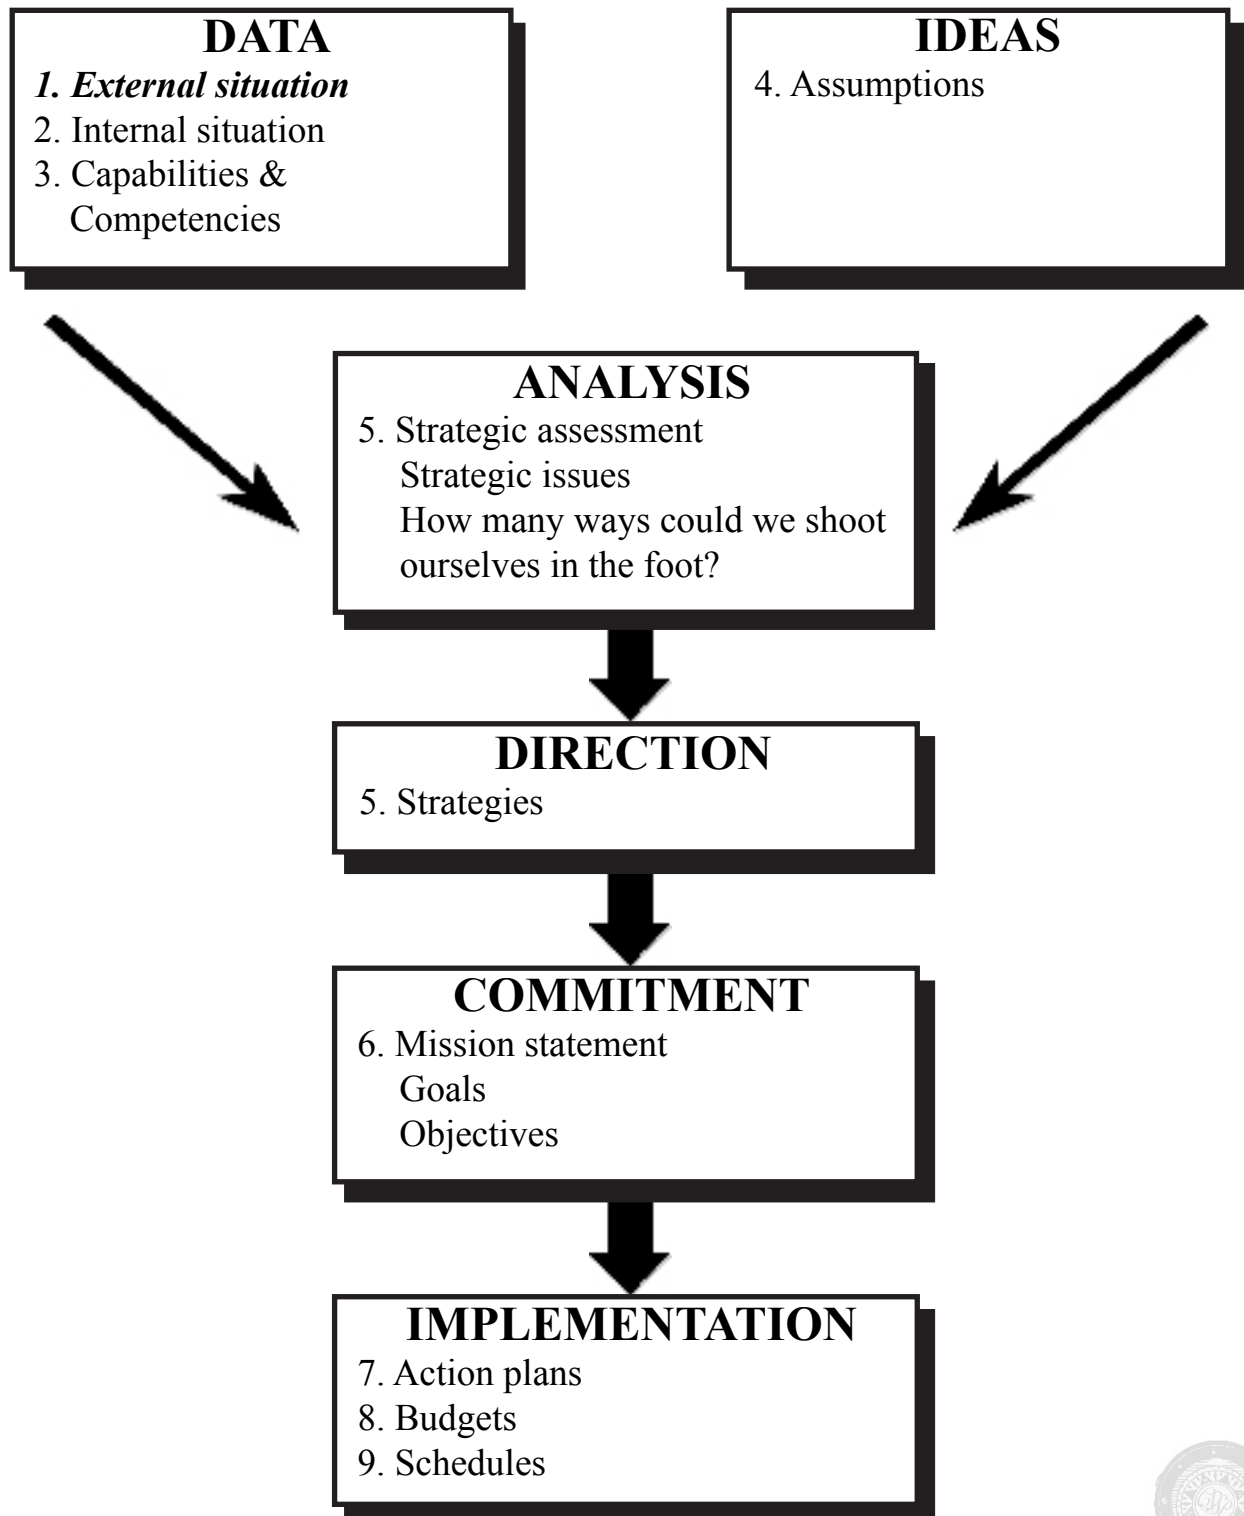 DATA
1. External situation
2. Internal situation
3. Capabilities &
Competencies
IDEAS
4. Assumptions
ANALYSIS
5. Strategic assessment
Strategic issues
How many ways could we shoot
ourselves in the foot?
DIRECTION
5. Strategies
COMMITMENT
6. Mission statement
Goals
Objectives
IMPLEMENTATION
7. Action plans
8. Budgets
9. Schedules